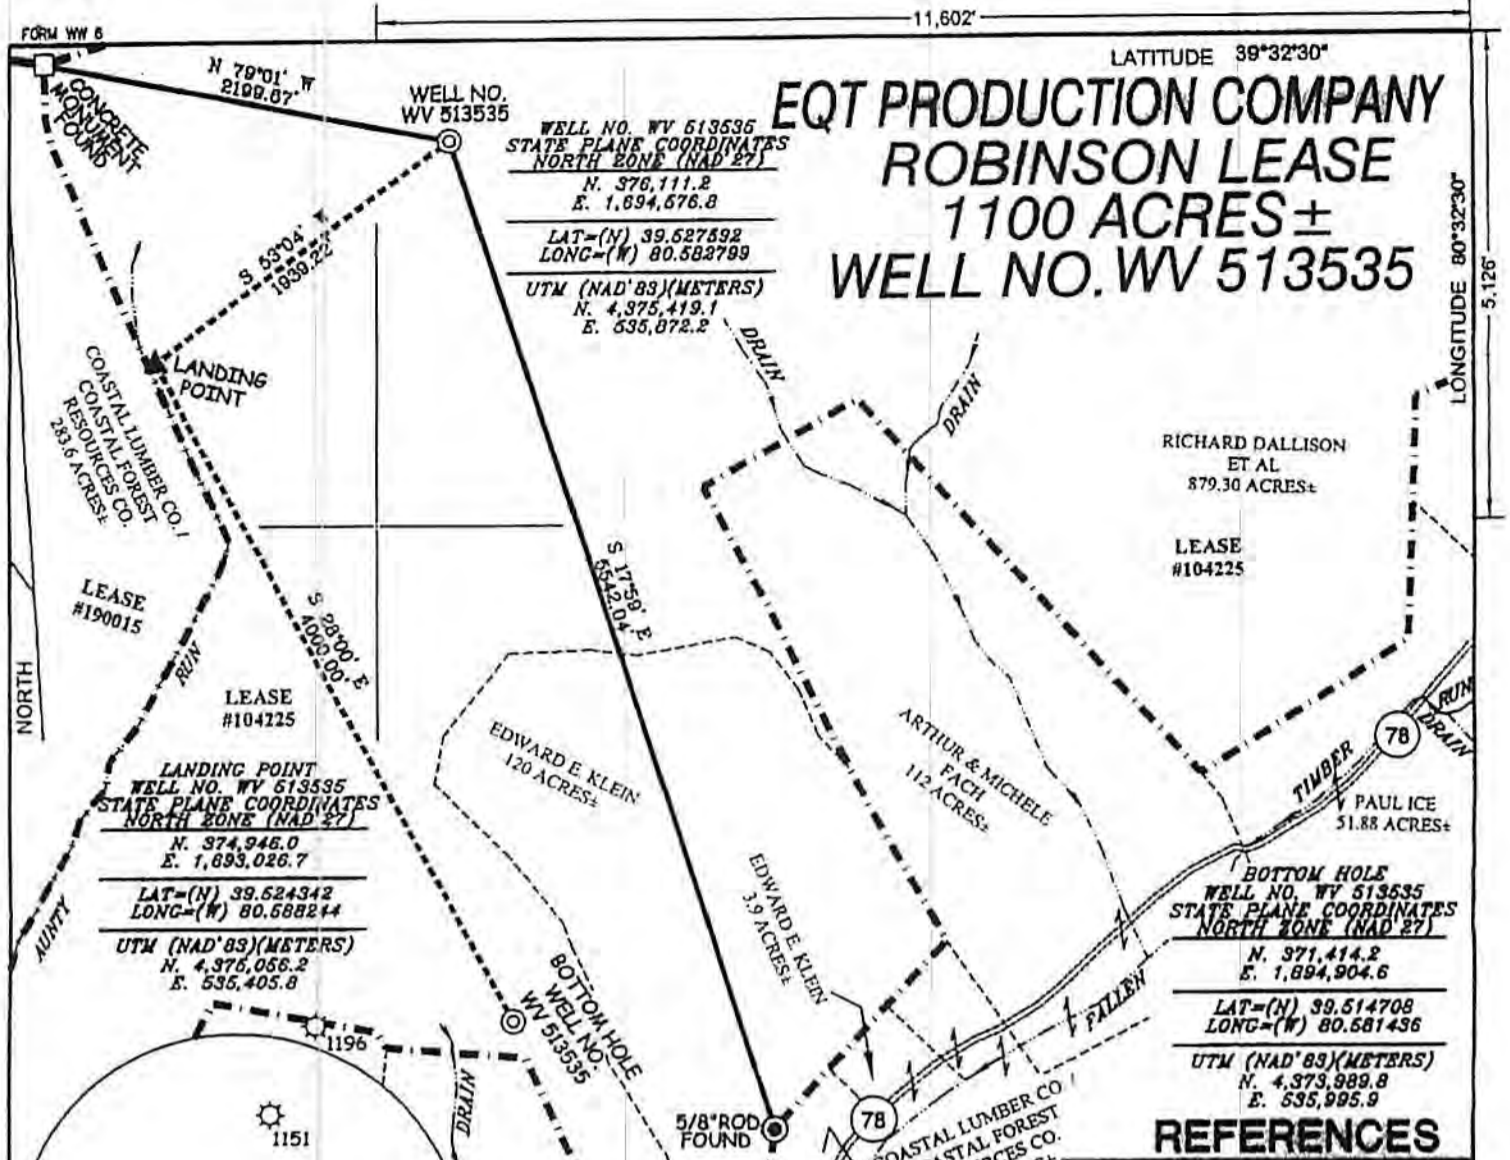 11,602'
FORM WW 6
LATITUDE 39°32'30"
EQT PRODUCTION COMPANY
ROBINSON LEASE
1100 ACRES±
WELL NO. WV 513535
LONGITUDE 80°32'30"
5,126'
N 79°01' W
2199.67'
CONCRETE
MONUMENT
FOUND
WELL NO.
WV 513535
WELL NO. WV 513535
STATE PLANE COORDINATES
NORTH ZONE (NAD'27)
N. 376,111.2
E. 1,694,576.8
LAT=(N) 39.527592
LONG=(W) 80.582799
UTM (NAD'83)(METERS)
N. 4,375,419.1
E. 535,872.2
S 53°04' W
1939.22'
LANDING
POINT
COASTAL LUMBER CO. /
COASTAL FOREST
RESOURCES CO.
283.6 ACRES±
DRAIN
DRAIN
RICHARD DALLISON
ET AL
879.30 ACRES±
LEASE
#104225
LEASE
#190015
S 17°59' E
6542.04'
S 28°00' E
4000.00'
RUN
NORTH
LEASE
#104225
EDWARD E. KLEIN
120 ACRES±
ARTHUR & MICHELE
FACH
112 ACRES±
78
RUN
DRAIN
TIMBER
PAUL ICE
51.88 ACRES±
LANDING POINT
WELL NO. WV 513535
STATE PLANE COORDINATES
NORTH ZONE (NAD'27)
N. 374,946.0
E. 1,693,026.7
LAT=(N) 39.524342
LONG=(W) 80.588244
UTM (NAD'83)(METERS)
N. 4,375,056.2
E. 535,405.8
AUNTY
EDWARD E. KLEIN
3.9 ACRES±
BOTTOM HOLE
WELL NO. WV 513535
STATE PLANE COORDINATES
NORTH ZONE (NAD'27)
N. 371,414.2
E. 1,694,904.6
LAT=(N) 39.514708
LONG=(W) 80.581436
UTM (NAD'83)(METERS)
N. 4,373,989.8
E. 535,995.9
FALLEN
BOTTOM HOLE
WELL NO.
WV 513535
1196
1151
DRAIN
5/8" ROD
FOUND
78
COASTAL LUMBER CO /
COASTAL FOREST
REFERENCES